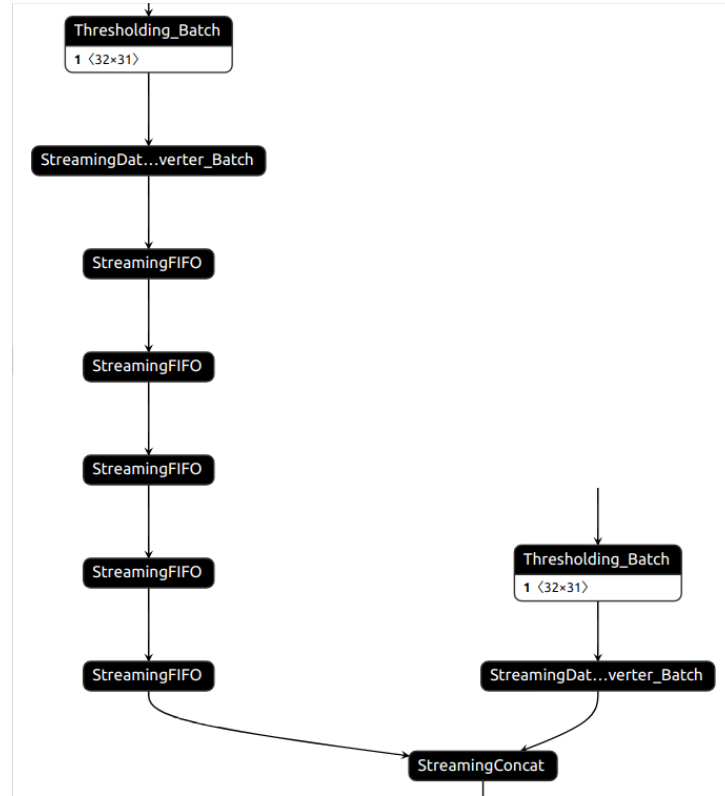 Thresholding_Batch
1 〈32×31〉
StreamingDat...verter_Batch
StreamingFIFO
StreamingFIFO
StreamingFIFO
StreamingFIFO
StreamingFIFO
Thresholding_Batch
1 〈32×31〉
StreamingDat...verter_Batch
StreamingConcat